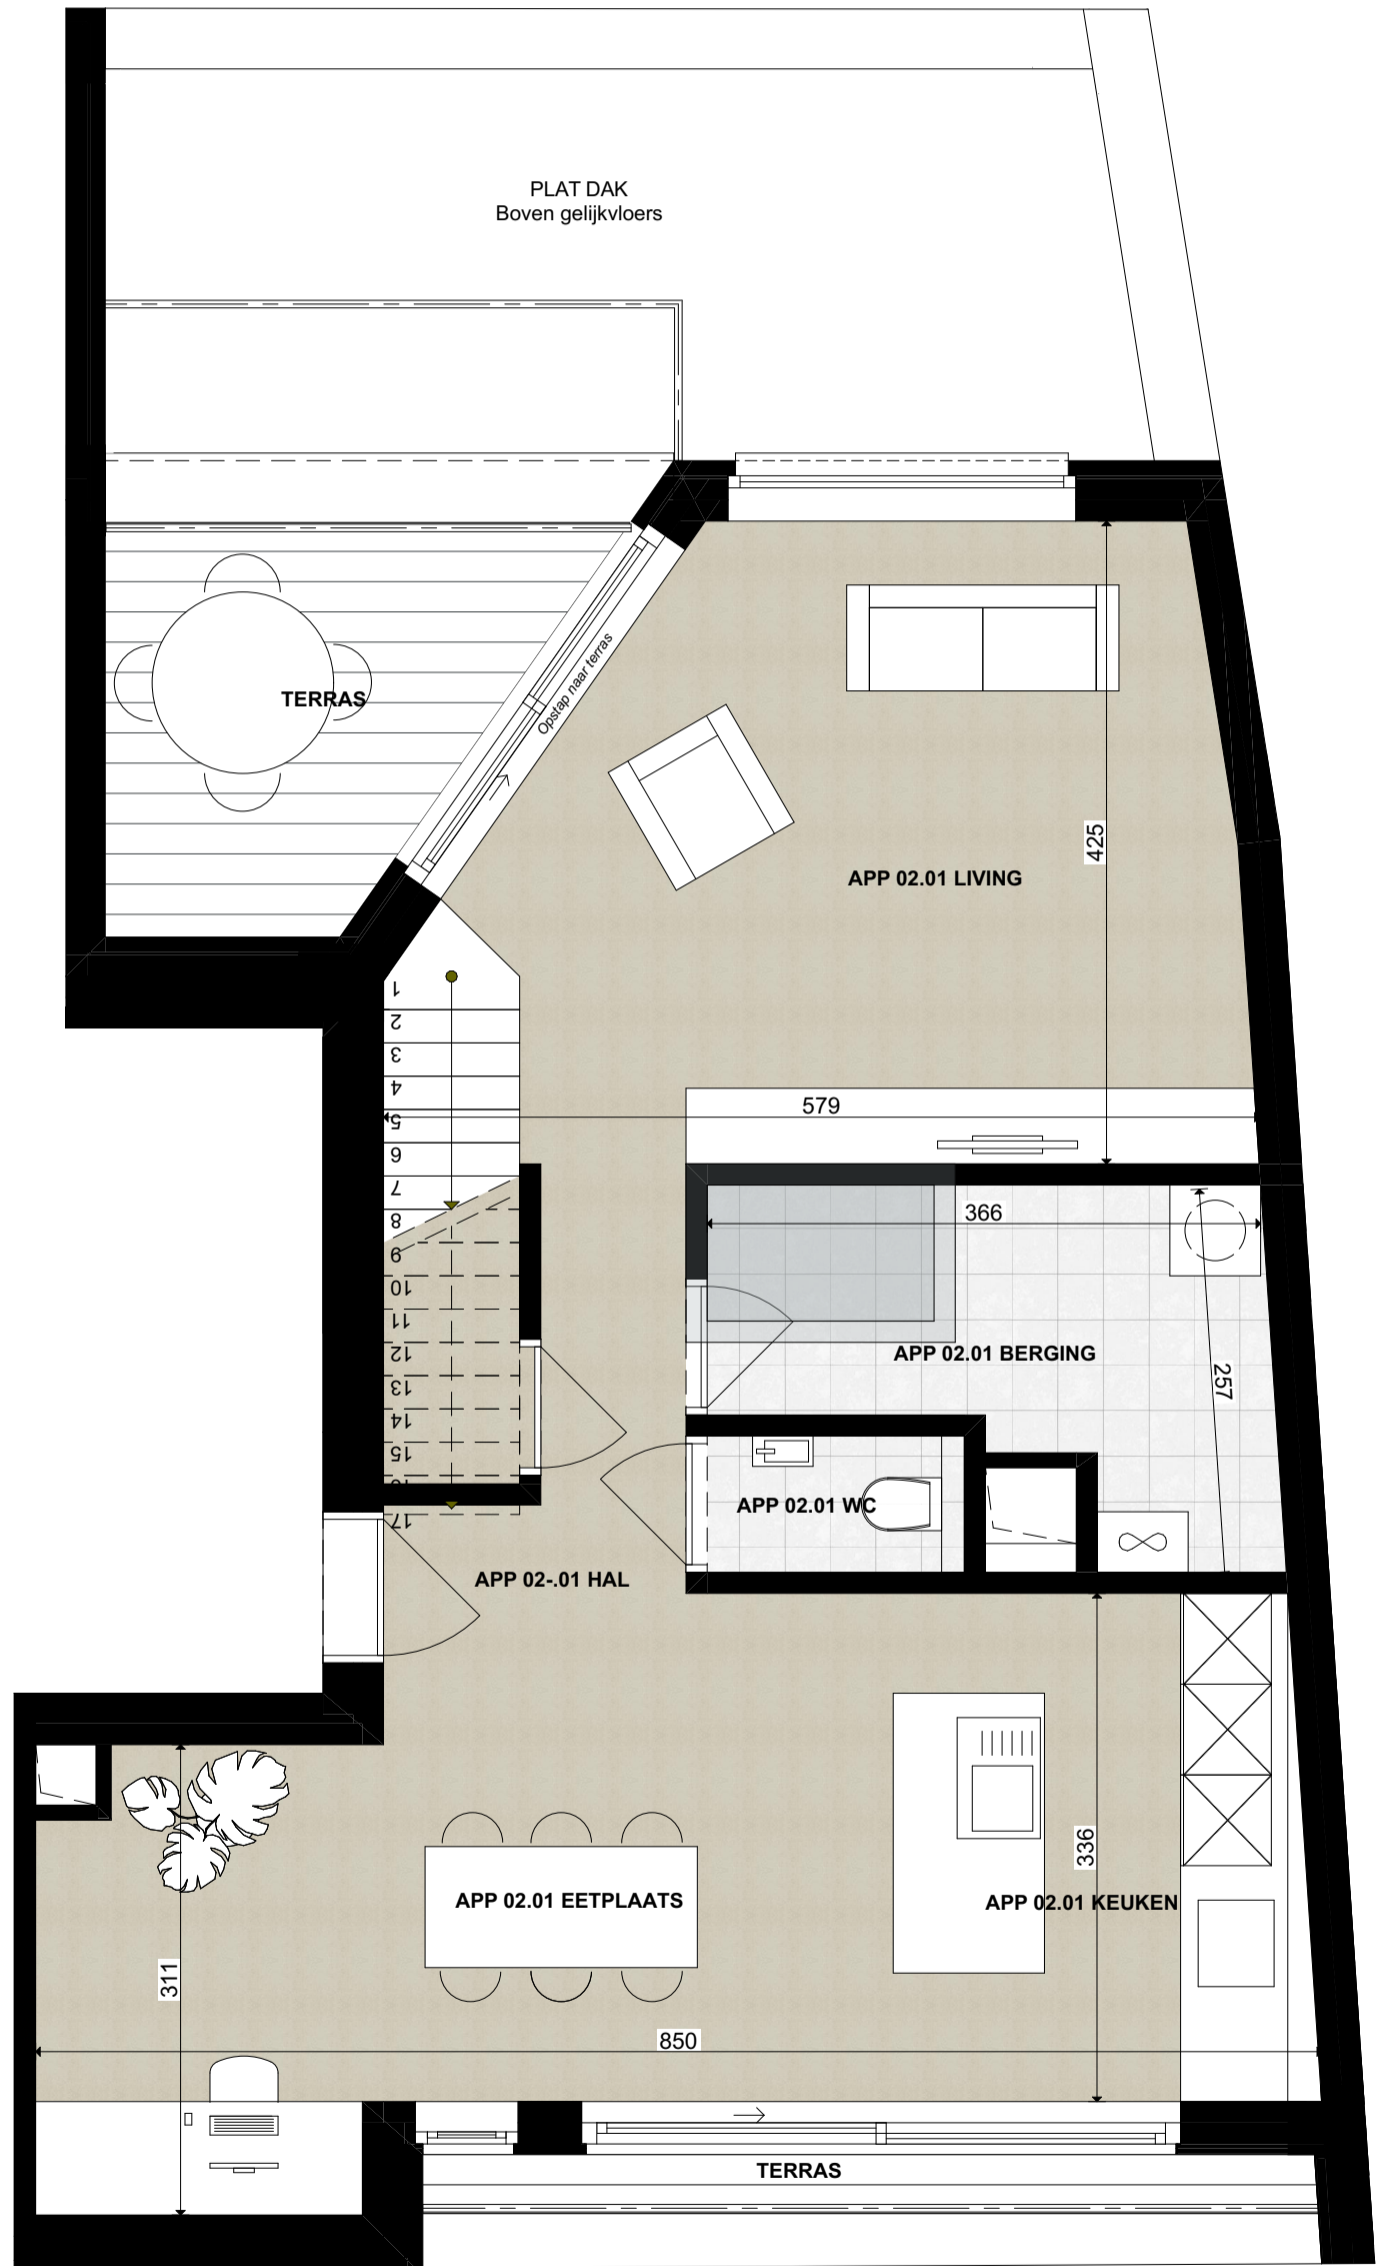 PLAT DAK
Boven gelijkvloers
Opstap naar terras
TERRAS
425
APP 02.01 LIVING
1
2
3
4
5
6
7
8
9
10
11
12
13
14
15
16
17
579
366
APP 02.01 BERGING
257
APP 02.01 WC
APP 02-.01 HAL
336
APP 02.01 EETPLAATS
APP 02.01 KEUKEN
311
850
TERRAS